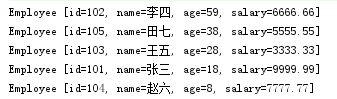 Employee [id=102, name=李四, age=59, salary=6666.66]
Employee [id=105, name=田七, age=38, salary=5555.55]
Employee [id=103, name=王五, age=28, salary=3333.33]
Employee [id=101, name=张三, age=18, salary=9999.99]
Employee [id=104, name=赵六, age=8, salary=7777.77]